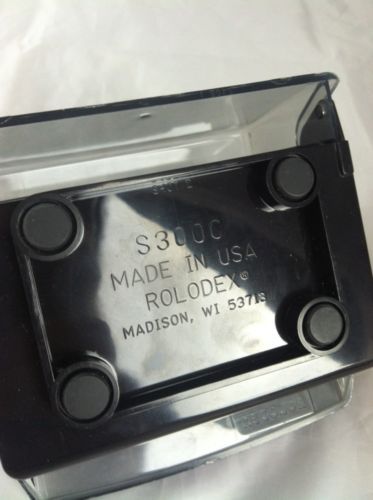 S300C
MADE IN USA
ROLODEX®
MADISON, WI 53713